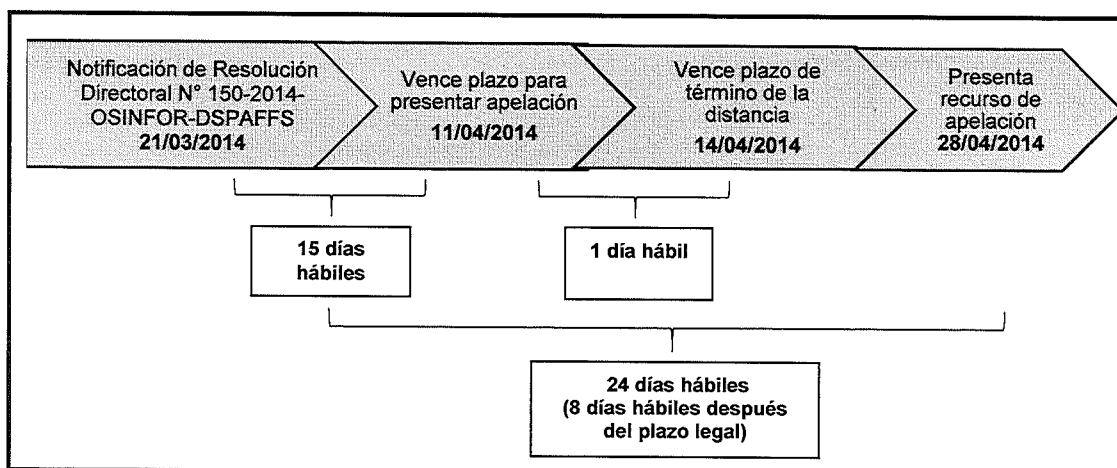 Notificación de Resolución
Directoral N° 150-2014-
OSINFOR-DSPAFFS
21/03/2014
Vence plazo para
presentar apelación
11/04/2014
Vence plazo de
término de la
distancia
14/04/2014
Presenta
recurso de
apelación
28/04/2014
15 días
hábiles
1 día hábil
24 días hábiles
(8 días hábiles después
del plazo legal)